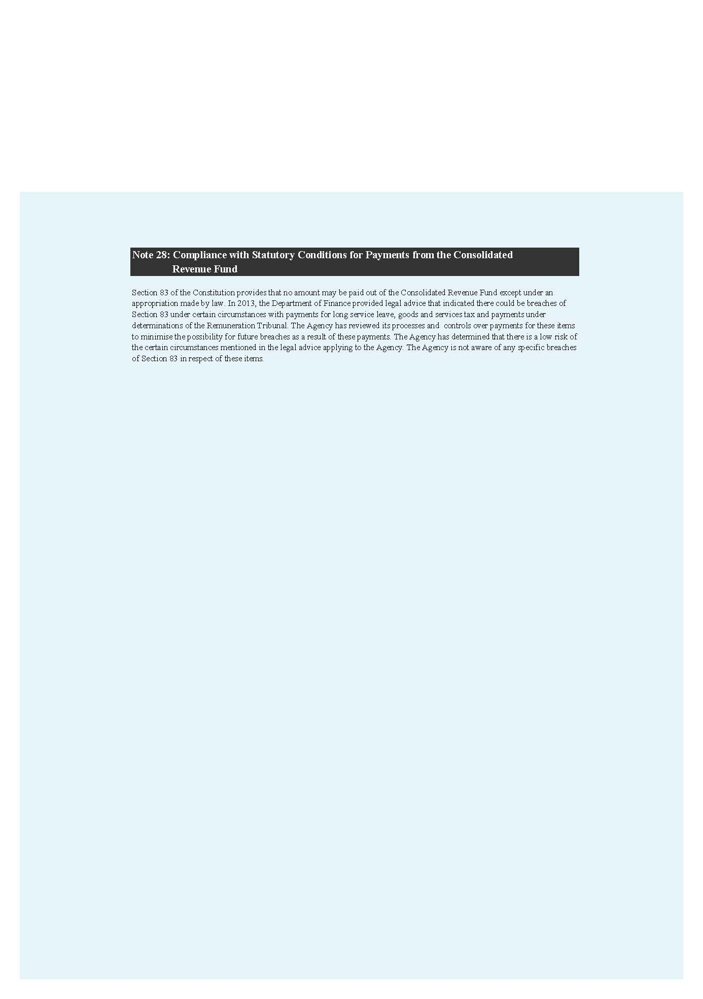 Note 28: Compliance with Statutory Conditions for Payments from the Consolidated
Revenue Fund
Section 83 of the Constitution provides that no amount may be paid out of the Consolidated Revenue Fund except under an
appropriation made by law. In 2013, the Department of Finance provided legal advice that indicated there could be breaches of
Section 83 under certain circumstances with payments for long service leave, goods and services tax and payments under
determinations of the Remuneration Tribunal. The Agency has reviewed its processes and  controls over payments for these items
to minimise the possibility for future breaches as a result of these payments. The Agency has determined that there is a low risk of
the certain circumstances mentioned in the legal advice applying to the Agency. The Agency is not aware of any specific breaches
of Section 83 in respect of these items.